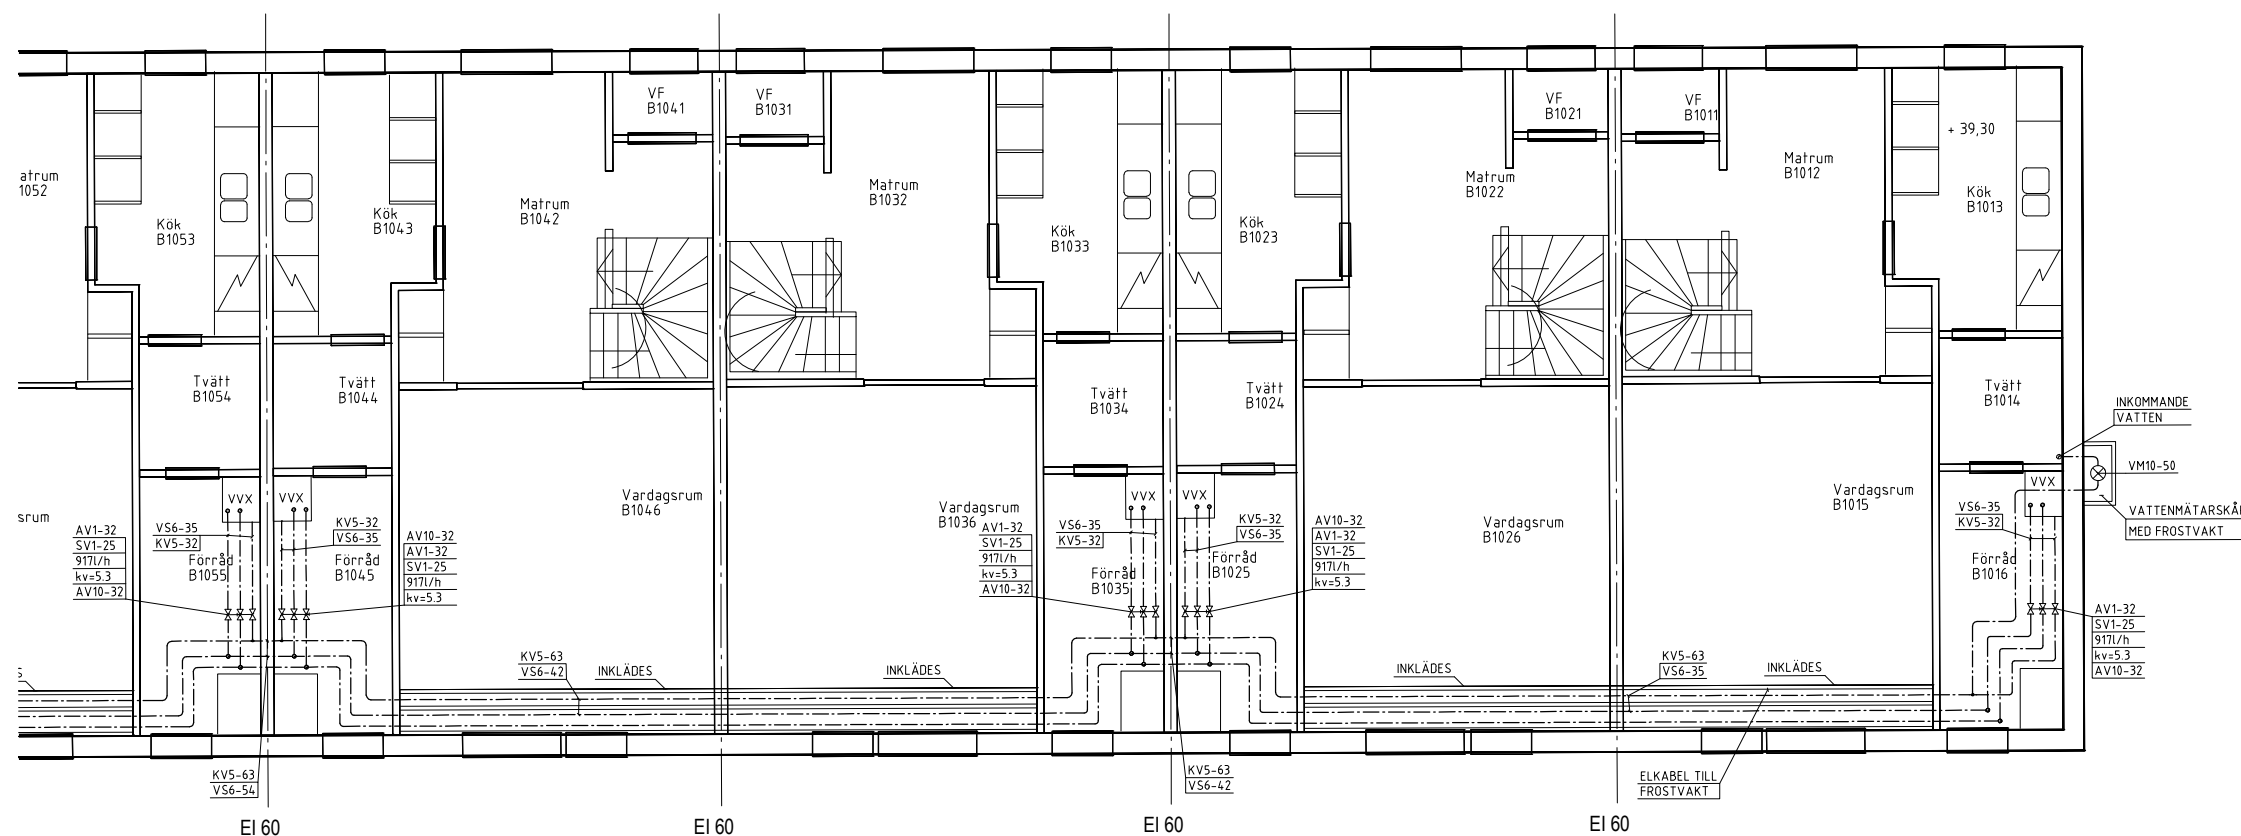 VF
B1041
VF
B1031
VF
B1021
VF
B1011
+ 39,30
atrum
1052
Kök
B1053
Kök
B1043
Matrum
B1042
Matrum
B1032
Kök
B1033
Kök
B1023
Matrum
B1022
Matrum
B1012
Kök
B1013
Tvätt
B1054
Tvätt
B1044
Tvätt
B1034
Tvätt
B1024
Tvätt
B1014
INKOMMANDE
VATTEN
VM10-50
VATTENMÄTARSKÅ
MED FROSTVAKT
srum
AV1-32
SV1-25
917l/h
kv=5.3
AV10-32
VS6-35
KV5-32
VVX
Förråd
B1055
VVX
KV5-32
VS6-35
Förråd
B1045
AV10-32
AV1-32
SV1-25
917l/h
kv=5.3
Vardagsrum
B1046
Vardagsrum
B1036
AV1-32
SV1-25
917l/h
kv=5.3
AV10-32
VS6-35
KV5-32
VVX
Förråd
B1035
VVX
KV5-32
VS6-35
Förråd
B1025
AV10-32
AV1-32
SV1-25
917l/h
kv=5.3
Vardagsrum
B1026
Vardagsrum
B1015
VS6-35
KV5-32
VVX
Förråd
B1016
AV1-32
SV1-25
917l/h
kv=5.3
AV10-32
S
KV5-63
VS6-42
INKLÄDES
INKLÄDES
INKLÄDES
KV5-63
VS6-35
INKLÄDES
KV5-63
VS6-54
KV5-63
VS6-42
ELKABEL TILL
FROSTVAKT
EI 60
EI 60
EI 60
EI 60